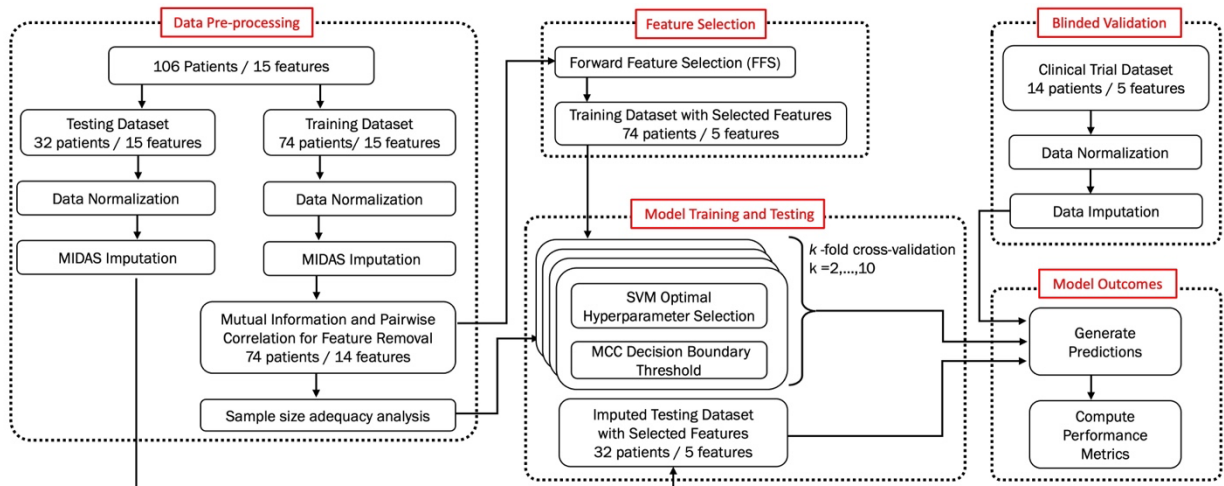 Data Pre-processing
106 Patients / 15 features
Testing Dataset
32 patients / 15 features
Data Normalization
MIDAS Imputation
Training Dataset
74 patients/ 15 features
Data Normalization
MIDAS Imputation
Mutual Information and Pairwise
Correlation for Feature Removal
74 patients / 14 features
Sample size adequacy analysis
Feature Selection
Forward Feature Selection (FFS)
Training Dataset with Selected Features
74 patients / 5 features
Model Training and Testing
SVM Optimal
Hyperparameter Selection
MCC Decision Boundary
Threshold
k -fold cross-validation
k =2,...,10
Imputed Testing Dataset
with Selected Features
32 patients / 5 features
Blinded Validation
Clinical Trial Dataset
14 patients / 5 features
Data Normalization
Data Imputation
Model Outcomes
Generate
Predictions
Compute
Performance
Metrics